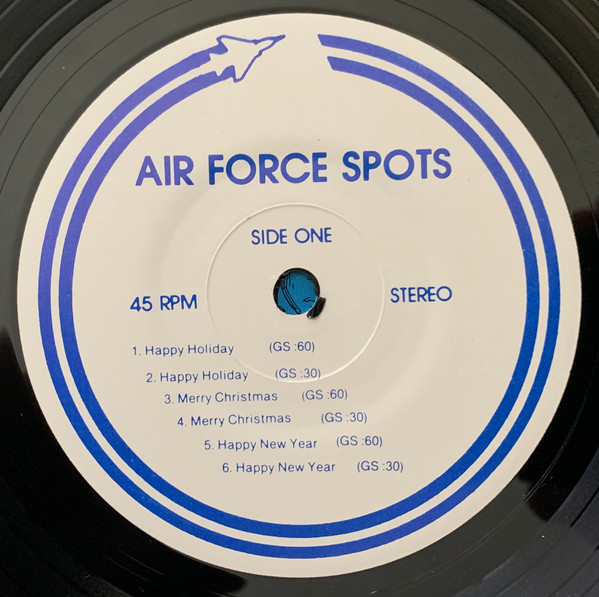 AIR FORCE SPOTS
SIDE ONE
45 RPM
STEREO
1. Happy Holiday (GS :60)
2. Happy Holiday (GS :30)
3. Merry Christmas (GS :60)
4. Merry Christmas (GS :30)
5. Happy New Year (GS :60)
6. Happy New Year (GS :30)